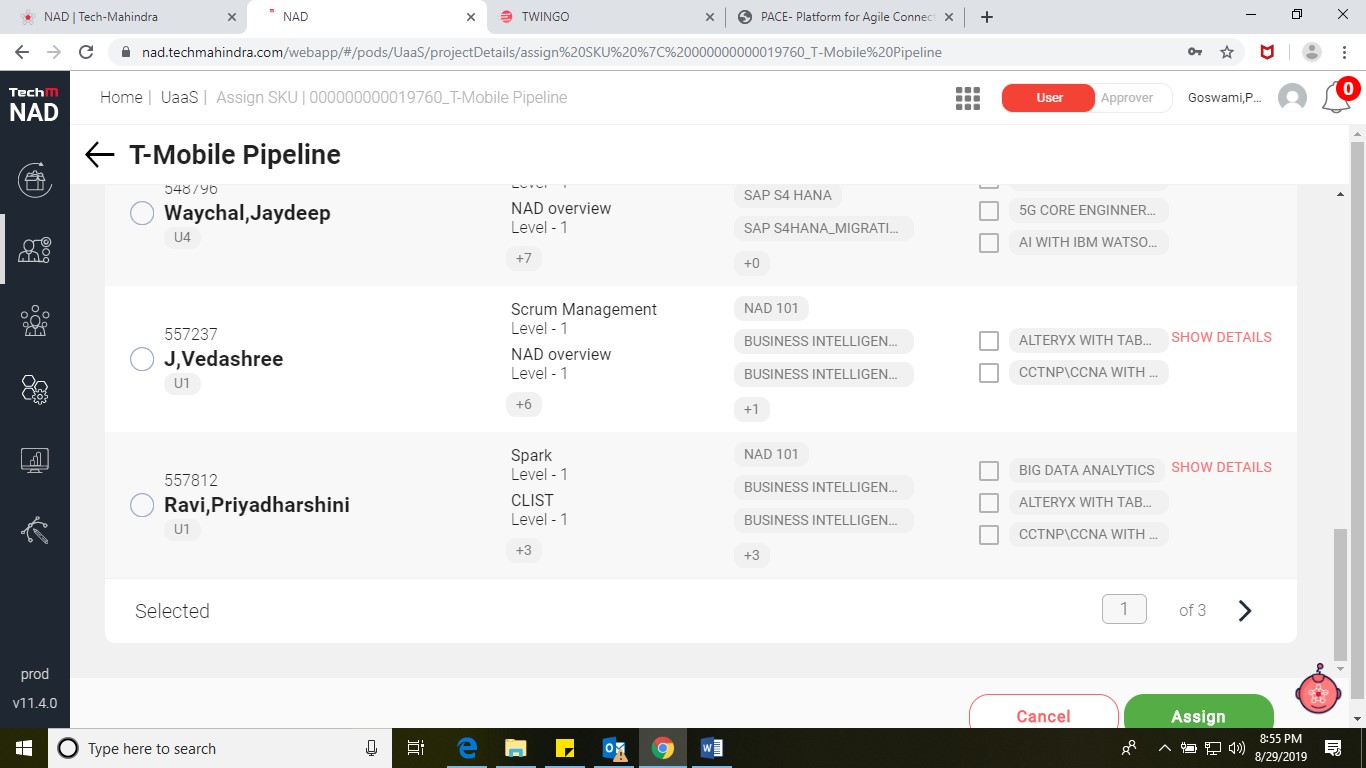 NAD | Tech-Mahindra
NAD
TWINGO
PACE- Platform for Agile Connec
nad.techmahindra.com/webapp/#/pods/UaaS/projectDetails/assign%20SKU%20%7C%20000000000019760_T-Mobile%20Pipeline
TechM
NAD
Home | UaaS | Assign SKU | 000000000019760_T-Mobile Pipeline
User
Approver
Goswami,P...
0
T-Mobile Pipeline
548796
Waychal,Jaydeep
U4
Level - 1
NAD overview
Level - 1
+7
SAP S4 HANA
SAP S4HANA_MIGRATI...
+0
5G CORE ENGINNER...
AI WITH IBM WATSO...
557237
J,Vedashree
U1
Scrum Management
Level - 1
NAD overview
Level - 1
+6
NAD 101
BUSINESS INTELLIGEN...
BUSINESS INTELLIGEN...
+1
ALTERYX WITH TAB...
CCTNP\CCNA WITH ...
SHOW DETAILS
557812
Ravi,Priyadharshini
U1
Spark
Level - 1
CLIST
Level - 1
+3
NAD 101
BUSINESS INTELLIGEN...
BUSINESS INTELLIGEN...
+3
BIG DATA ANALYTICS
ALTERYX WITH TAB...
CCTNP\CCNA WITH ...
SHOW DETAILS
Selected
1 of 3
prod
v11.4.0
Cancel
Assign
Type here to search
8:55 PM
8/29/2019